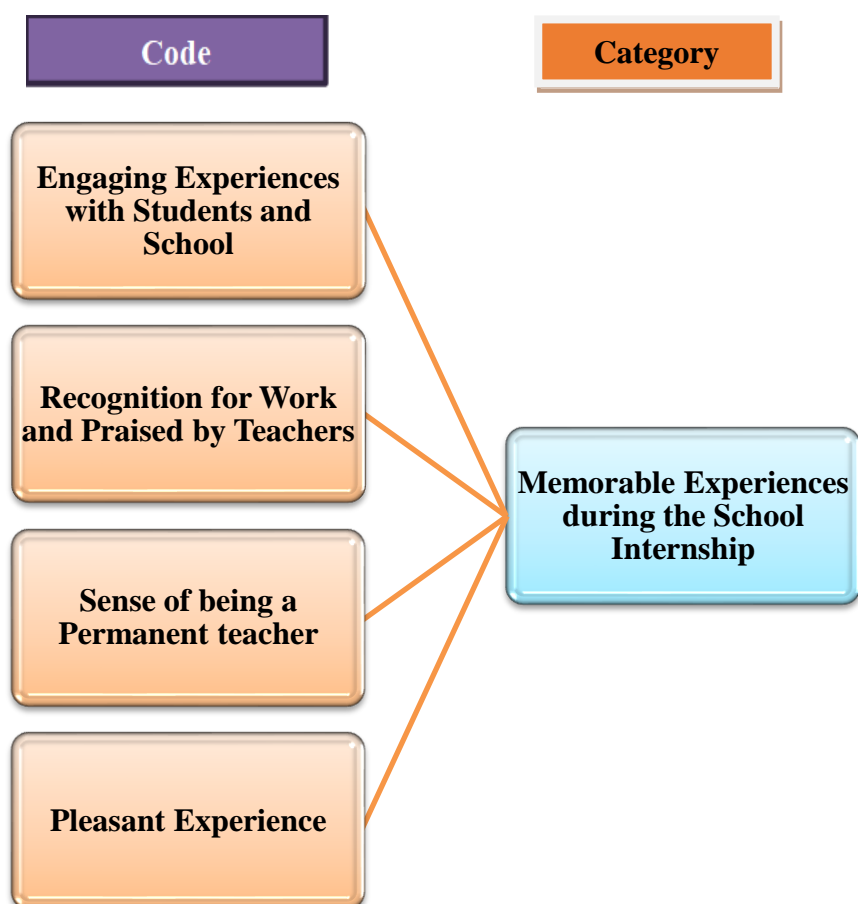 Code
Category
Engaging Experiences
with Students and
School
Recognition for Work
and Praised by Teachers
Sense of being a
Permanent teacher
Pleasant Experience
Memorable Experiences
during the School
Internship